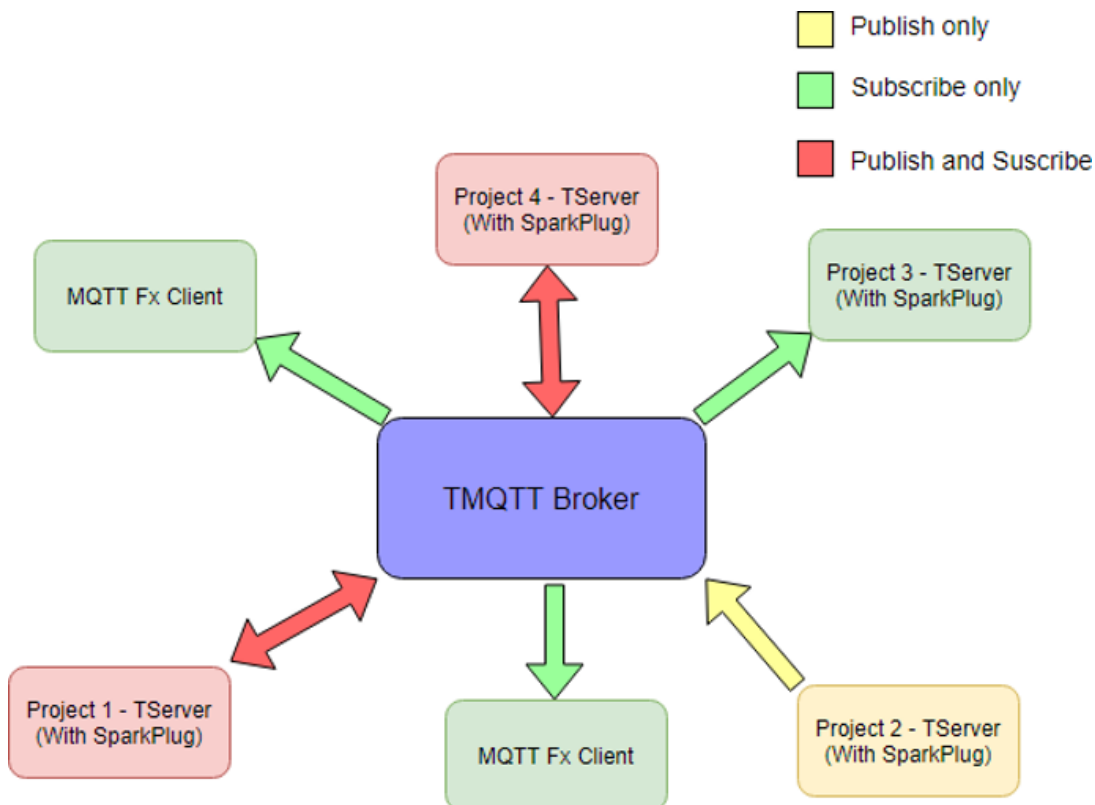 Publish only
Subscribe only
Publish and Suscribe
Project 4 - TServer
(With SparkPlug)
MQTT Fx Client
Project 3 - TServer
(With SparkPlug)
TMQTT Broker
Project 1 - TServer
(With SparkPlug)
MQTT Fx Client
Project 2 - TServer
(With SparkPlug)